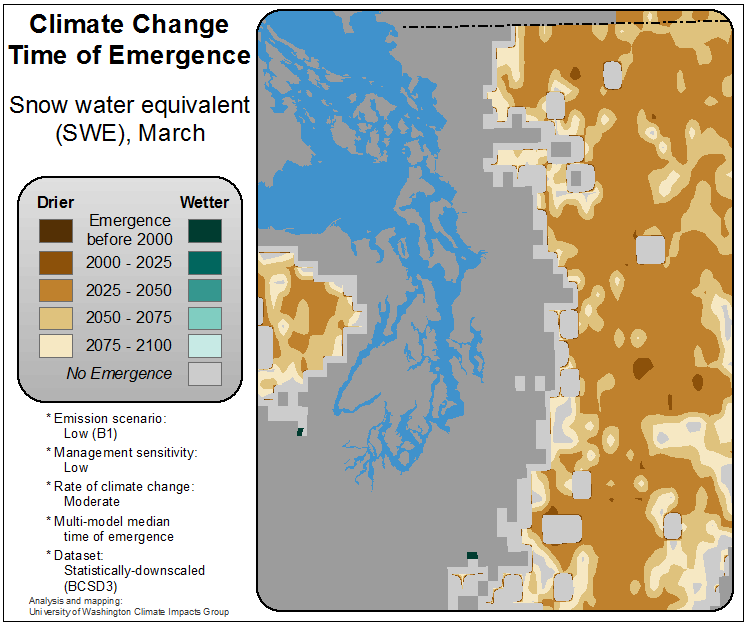 Climate Change
Time of Emergence
Snow water equivalent
(SWE), March
Drier
Wetter
Emergence
before 2000
2000 - 2025
2025 - 2050
2050 - 2075
2075 - 2100
No Emergence
* Emission scenario:
Low (B1)
* Management sensitivity:
Low
* Rate of climate change:
Moderate
* Multi-model median
time of emergence
* Dataset:
Statistically-downscaled
(BCSD3)
Analysis and mapping:
University of Washington Climate Impacts Group